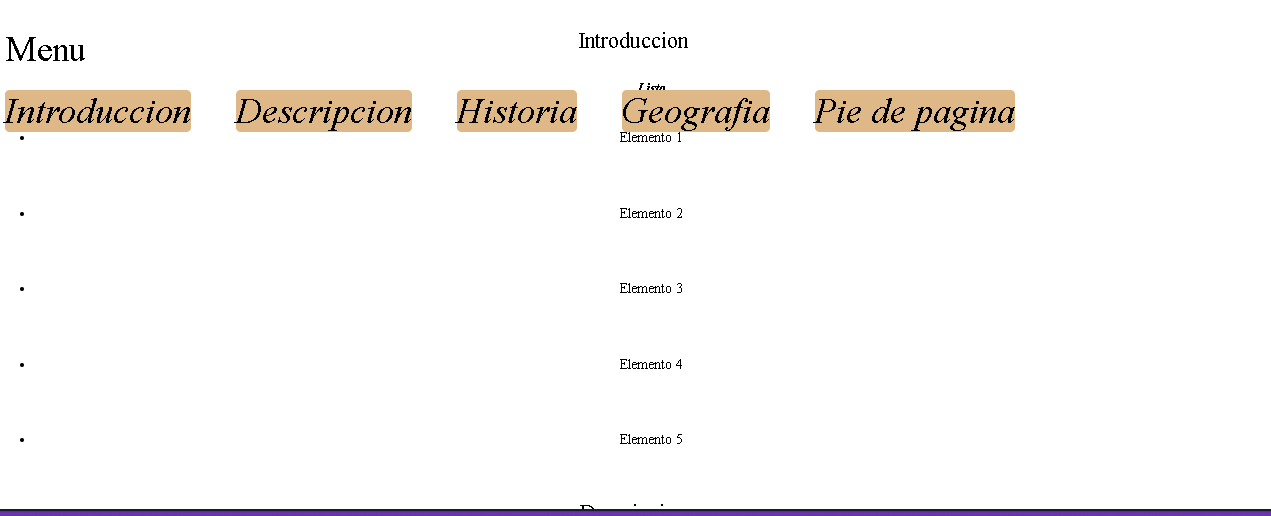 Menu
Introduccion
Lista
Introduccion Descripcion Historia Geografia Pie de pagina
Elemento 1
Elemento 2
Elemento 3
Elemento 4
Elemento 5